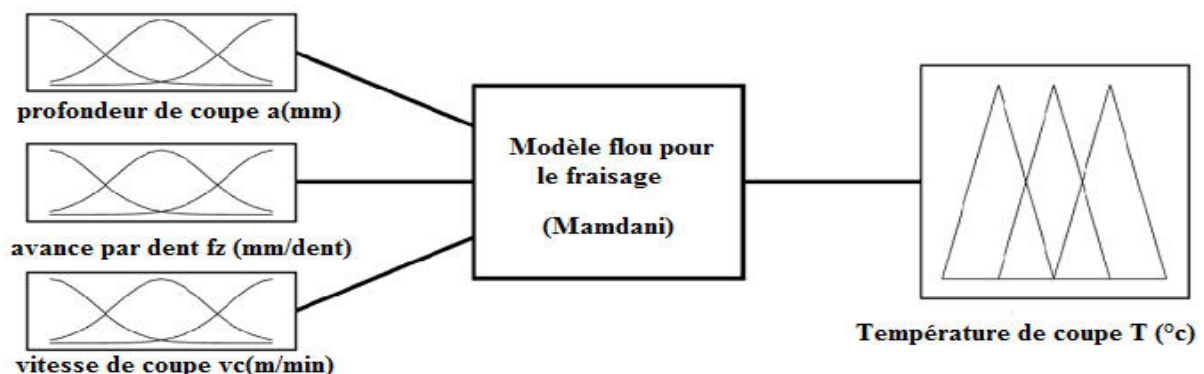 profondeur de coupe a(mm)
avance par dent fz (mm/dent)
vitesse de coupe vc(m/min)
Modèle flou pour
le fraisage
(Mamdani)
Température de coupe T (°c)